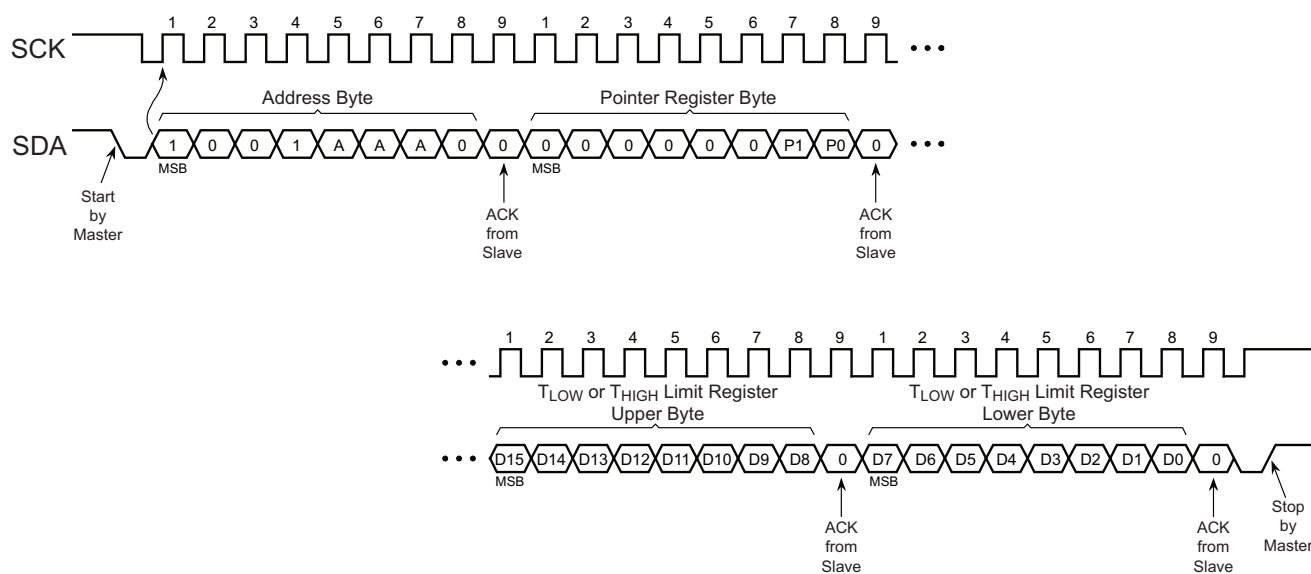 1 2 3 4 5 6 7 8 9 1 2 3 4 5 6 7 8 9
SCK
Address Byte Pointer Register Byte
SDA 1 0 0 1 A A A 0 0 0 0 0 0 0 0 P1 P0 0
MSB MSB
Start
by
Master
ACK
from
Slave
ACK
from
Slave
1 2 3 4 5 6 7 8 9 1 2 3 4 5 6 7 8 9
TLOW or THIGH Limit Register
Upper Byte
TLOW or THIGH Limit Register
Lower Byte
D15 D14 D13 D12 D11 D10 D9 D8 0 D7 D6 D5 D4 D3 D2 D1 D0 0
MSB MSB
ACK
from
Slave
ACK
from
Slave
Stop
by
Master